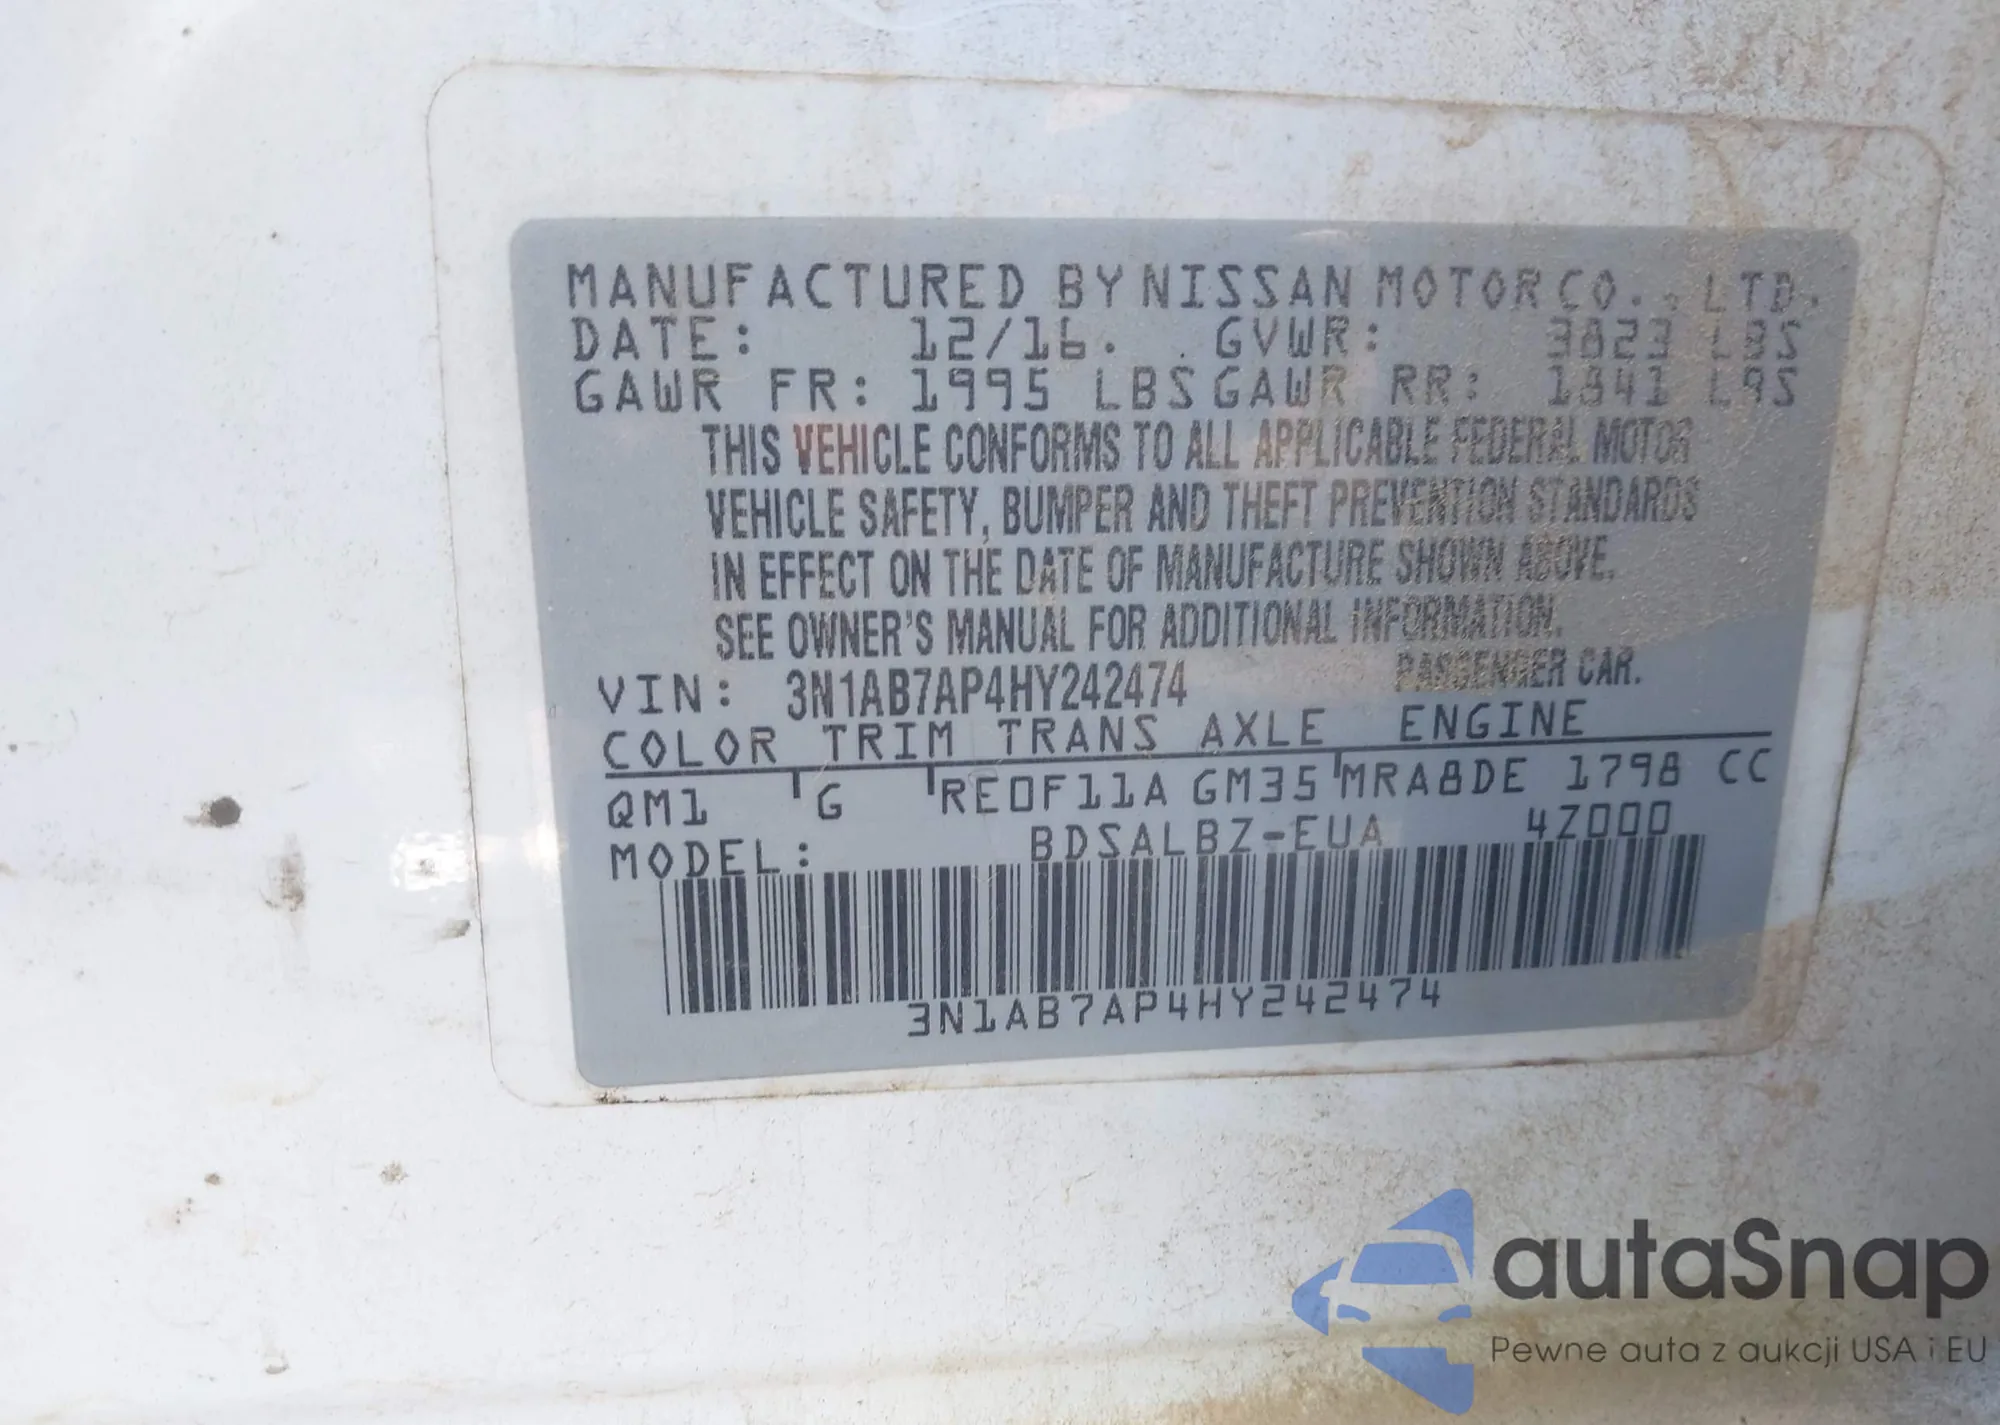 MANUFACTURED BY NISSAN MOTOR CO., LTD.
DATE: 12/16. GVWR: 3823 LBS
GAWR FR: 1995 LBS GAWR RR: 1841 LBS
THIS VEHICLE CONFORMS TO ALL APPLICABLE FEDERAL MOTOR
VEHICLE SAFETY, BUMPER AND THEFT PREVENTION STANDARDS
IN EFFECT ON THE DATE OF MANUFACTURE SHOWN ABOVE.
SEE OWNER'S MANUAL FOR ADDITIONAL INFORMATION.
PASSENGER CAR.
VIN: 3N1AB7AP4HY242474
COLOR TRIM TRANS AXLE ENGINE
QM1 G RE0F11A GM35 MRA8DE 1798 CC
MODEL: BDSALBZ-EUA 4Z000
3N1AB7AP4HY242474
autaSnap
Pewne auta z aukcji USA i EU